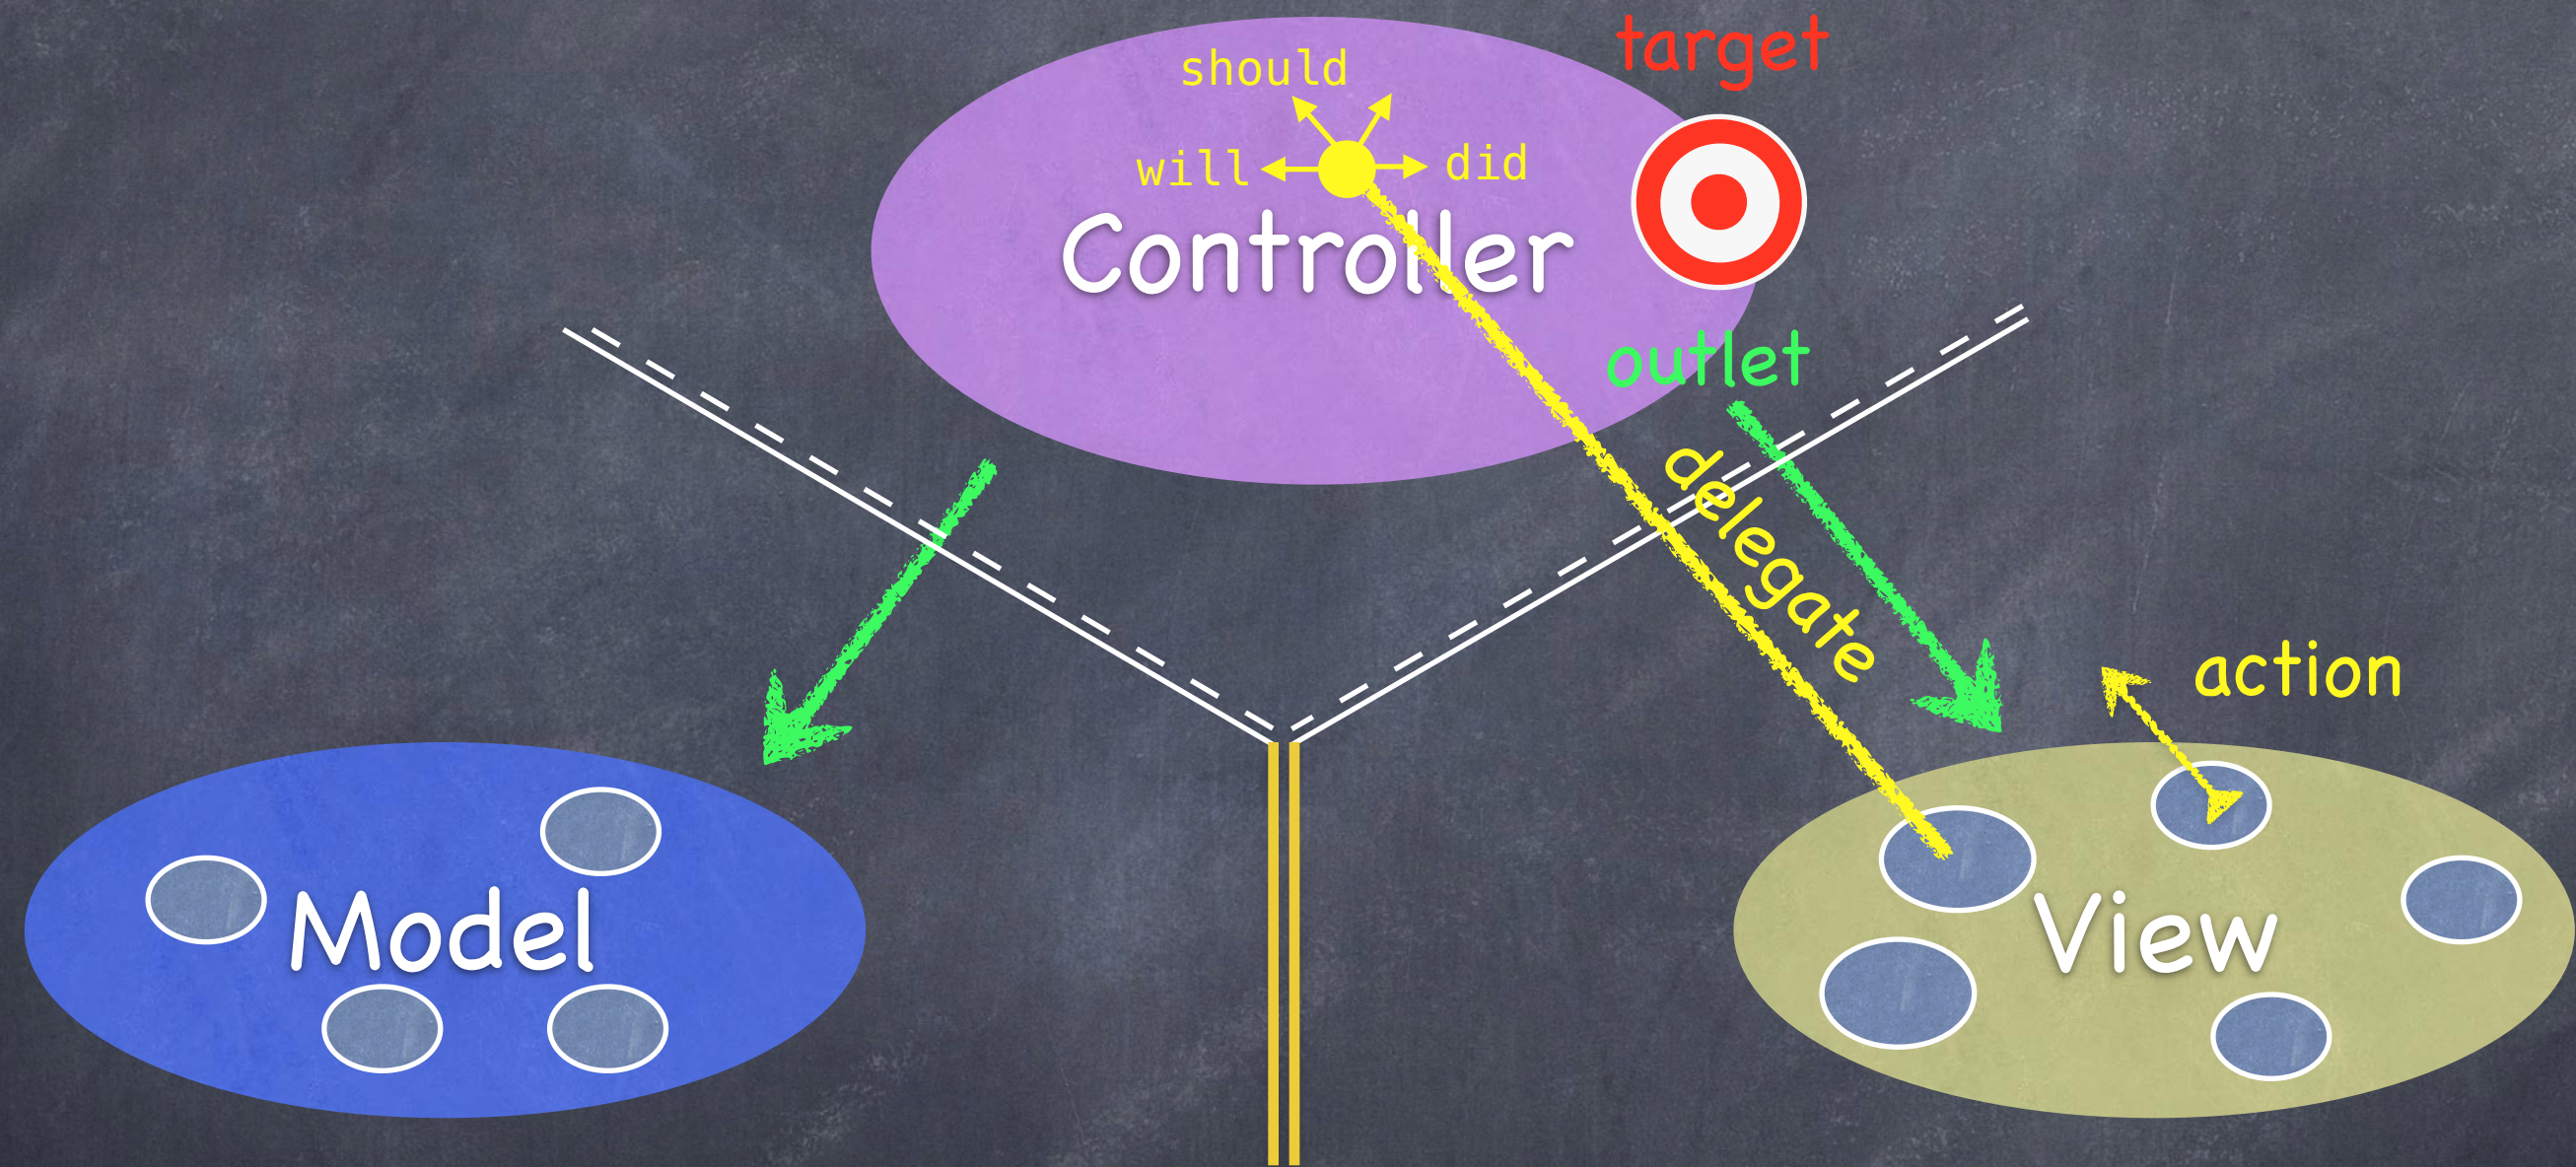 should
target
will
did
Controller
outlet
delegate
action
Model
View